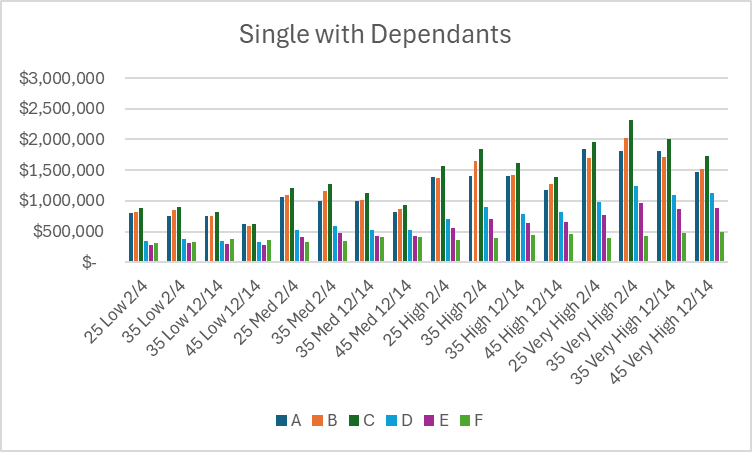 Single with Dependants
$3,000,000
$2,500,000
$2,000,000
$1,500,000
$1,000,000
$500,000
$-
25 Low 2/4
35 Low 2/4
35 Low 12/14
45 Low 12/14
25 Med 2/4
35 Med 2/4
35 Med 12/14
45 Med 12/14
25 High 2/4
35 High 2/4
35 High 12/14
45 High 12/14
25 Very High 2/4
35 Very High 2/4
35 Very High 12/14
45 Very High 12/14
A B C D E F